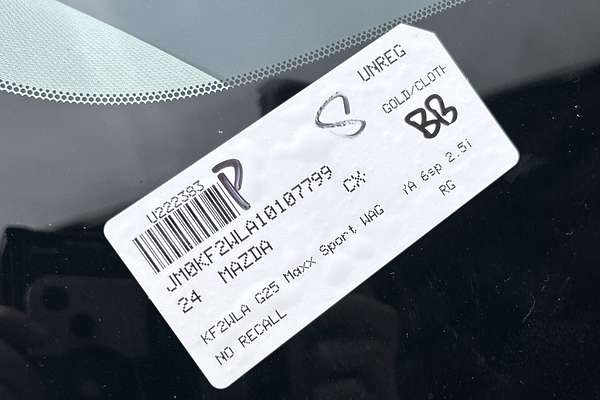 UNREG
GOLD/CLOTH
S
BB
U222383
P
JM0KF2WLA10107799
24 MAZDA CX-
KF2WLA G25 Maxx Sport WAG YA 6sp 2.5i
NO RECALL RG